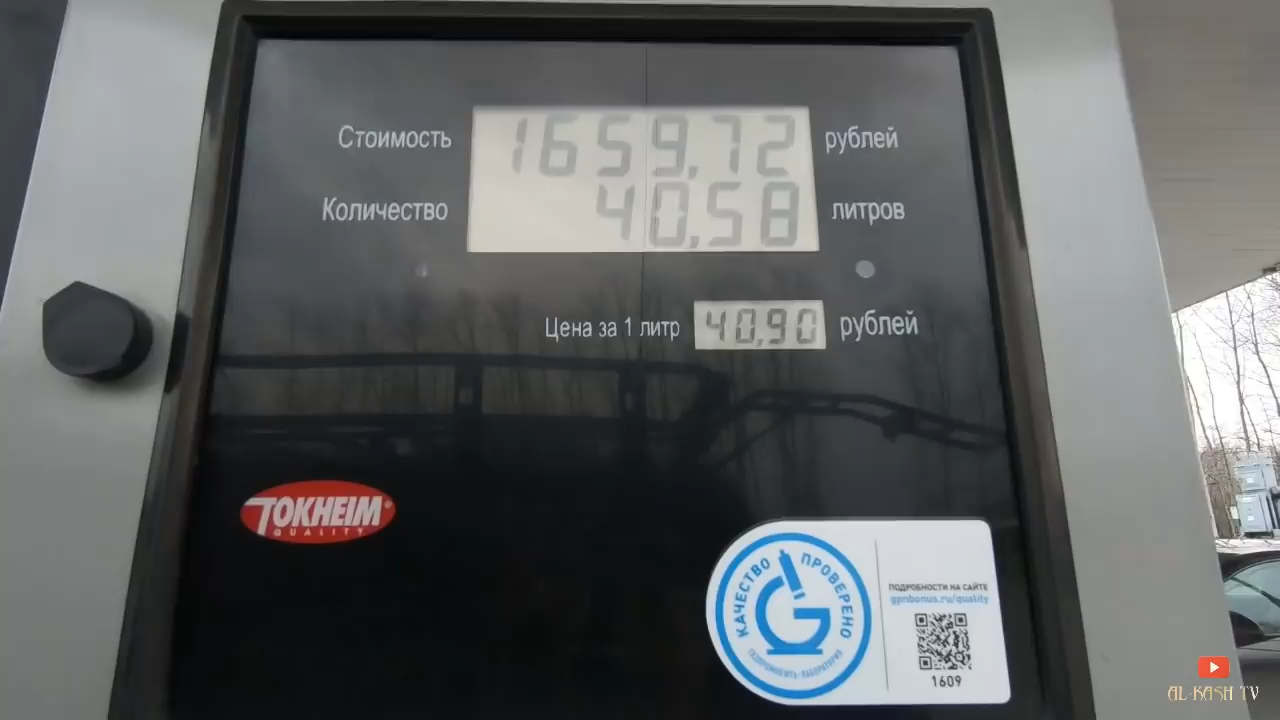 Стоимость 1659,72 рублей
Количество 40,58 литров
Цена за 1 литр 40,90 рублей
TOKHEIM®
QUALITY
КАЧЕСТВО ПРОВЕРЕНО
ПОДРОБНОСТИ НА САЙТЕ
gpnbonus.ru/quality
1609
AL-KASH TV